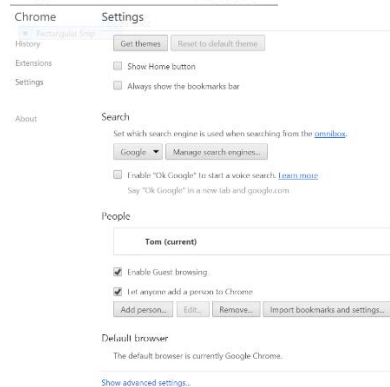 Chrome
Settings
Rectangular Snip
History
Get themes
Reset to default theme
Extensions
Show Home button
Settings
Always show the bookmarks bar
About
Search
Set which search engine is used when searching from the omnibox.
Google
Manage search engines...
Enable "Ok Google" to start a voice search. Learn more
Say "Ok Google" in a new tab and google.com
People
Tom (current)
Enable Guest browsing.
Let anyone add a person to Chrome
Add person...
Edit...
Remove...
Import bookmarks and settings...
Default browser
The default browser is currently Google Chrome.
Show advanced settings...